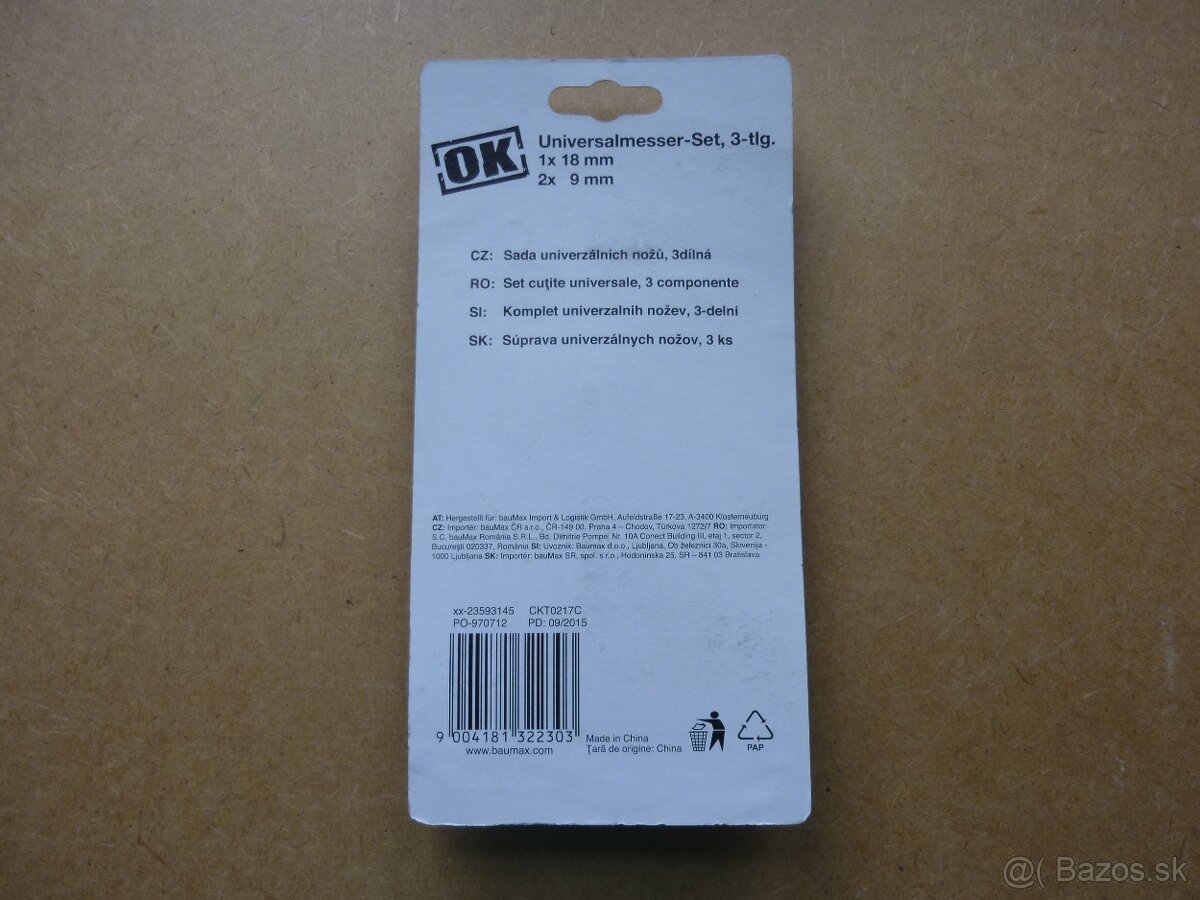 OK
Universalmesser-Set, 3-tlg.
1x 18 mm
2x 9 mm
CZ: Sada univerzálních nožů, 3dílná
RO: Set cuţite universale, 3 componente
SI: Komplet univerzalnih nožev, 3-delni
SK: Súprava univerzálnych nožov, 3 ks
AT: Hergestellt für: bauMax Import & Logistik GmbH, Aufeldstraße 17-23. A-3400 Klosterneuburg
CZ: Importér: bauMax ČR s.r.o., ČR-149 00, Praha 4 – Chodov, Türkova 1272/7 RO: Importator:
S.C. bauMax România S.R.L., Bd. Dimitrie Pompei Nr. 10A Conect Building III, etaj 1, sector 2,
Bucureşti 020337, România SI: Uvoznik: Baumax d.o.o., Ljubljana, Ob železnici 30a, Slovenija -
1000 Ljubljana SK: Importér: bauMax SR, spol. s r.o., Hodoninska 25, SR – 841 03 Bratislava
xx-23593145 CKT0217C
PO-970712 PD: 09/2015
9 004181 322303
www.baumax.com
Made in China
Ţară de origine: China
PAP
@( Bazos.sk